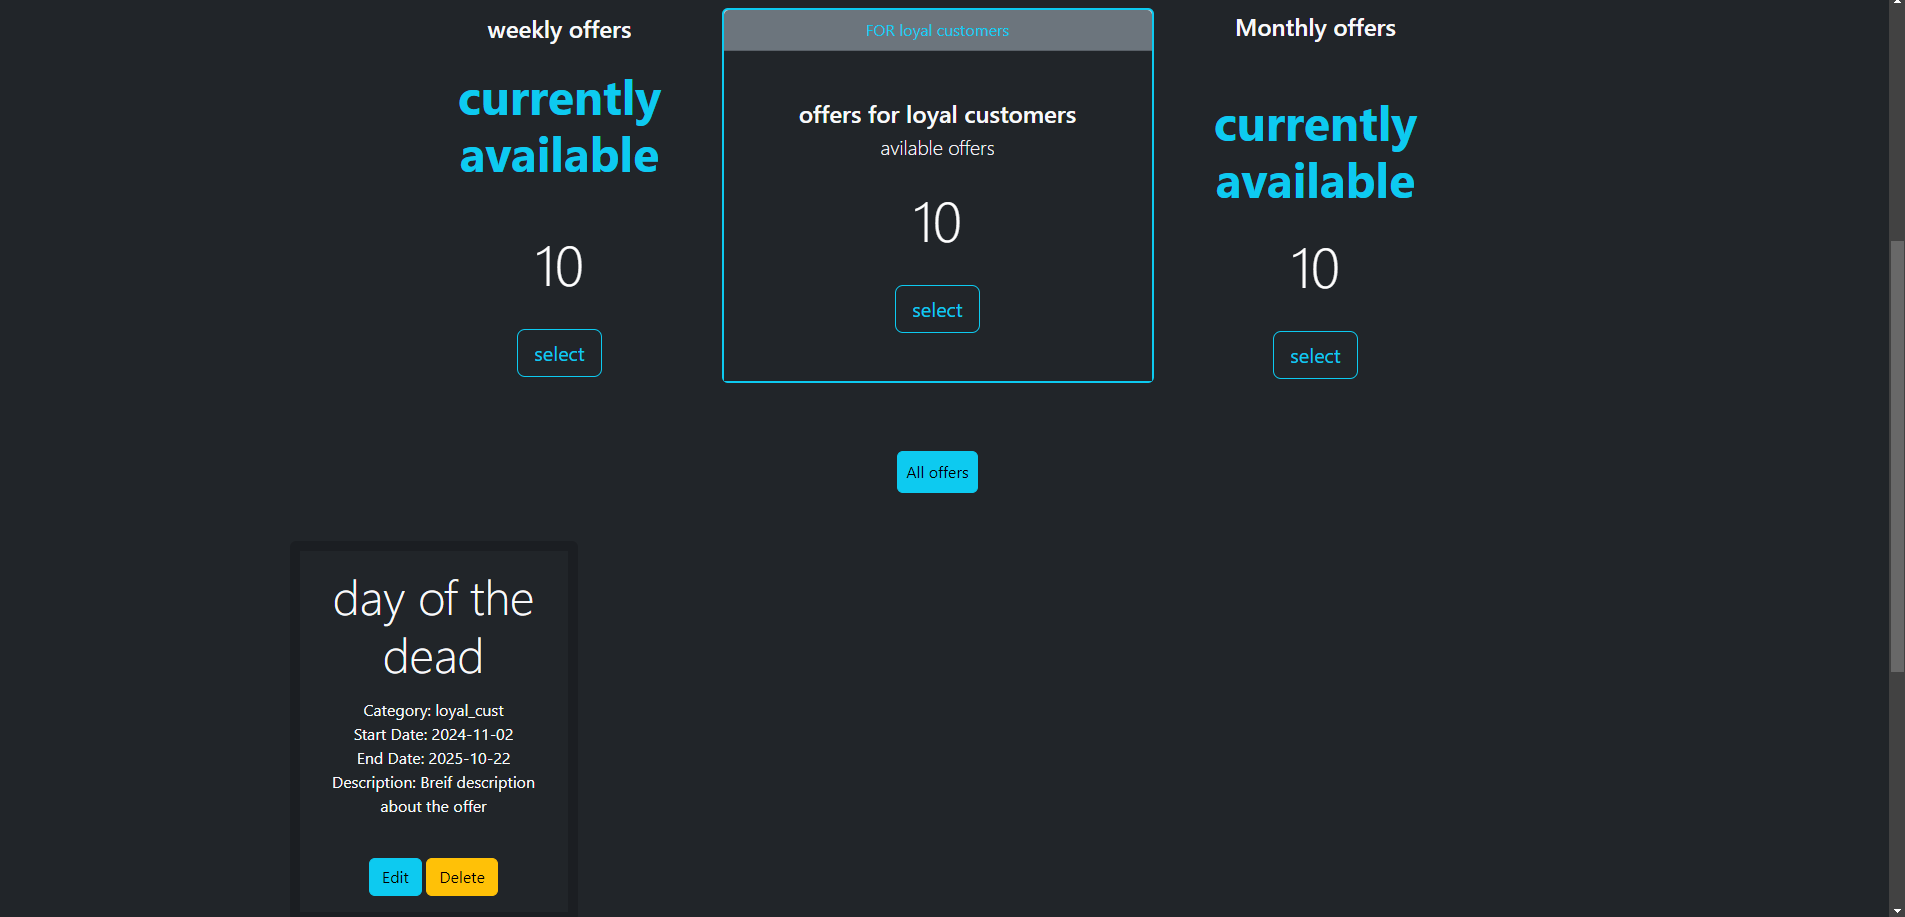 weekly offers
currently
available
10
select
FOR loyal customers
offers for loyal customers
avilable offers
10
select
Monthly offers
currently
available
10
select
All offers
day of the
dead
Category: loyal_cust
Start Date: 2024-11-02
End Date: 2025-10-22
Description: Breif description
about the offer
Edit
Delete